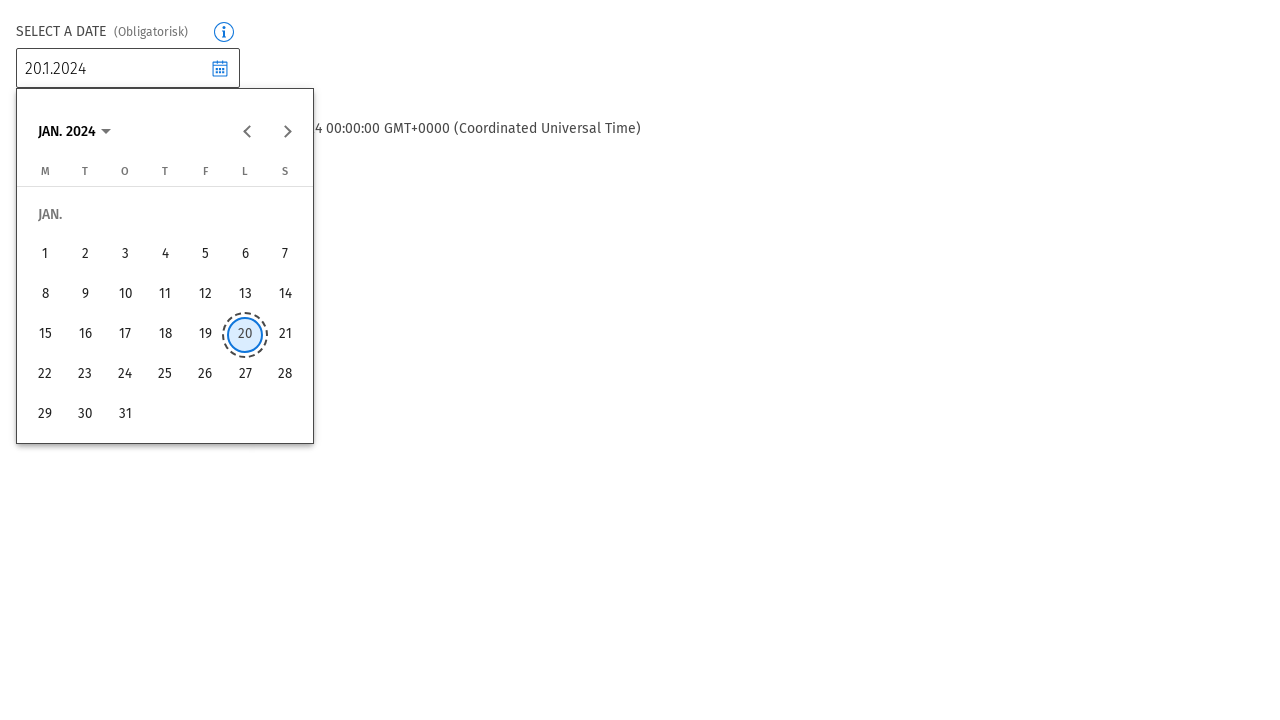 SELECT A DATE (Obligatorisk)
20.1.2024
JAN. 2024
4 00:00:00 GMT+0000 (Coordinated Universal Time)
M T O T F L S
JAN.
1 2 3 4 5 6 7
8 9 10 11 12 13 14
15 16 17 18 19 20 21
22 23 24 25 26 27 28
29 30 31